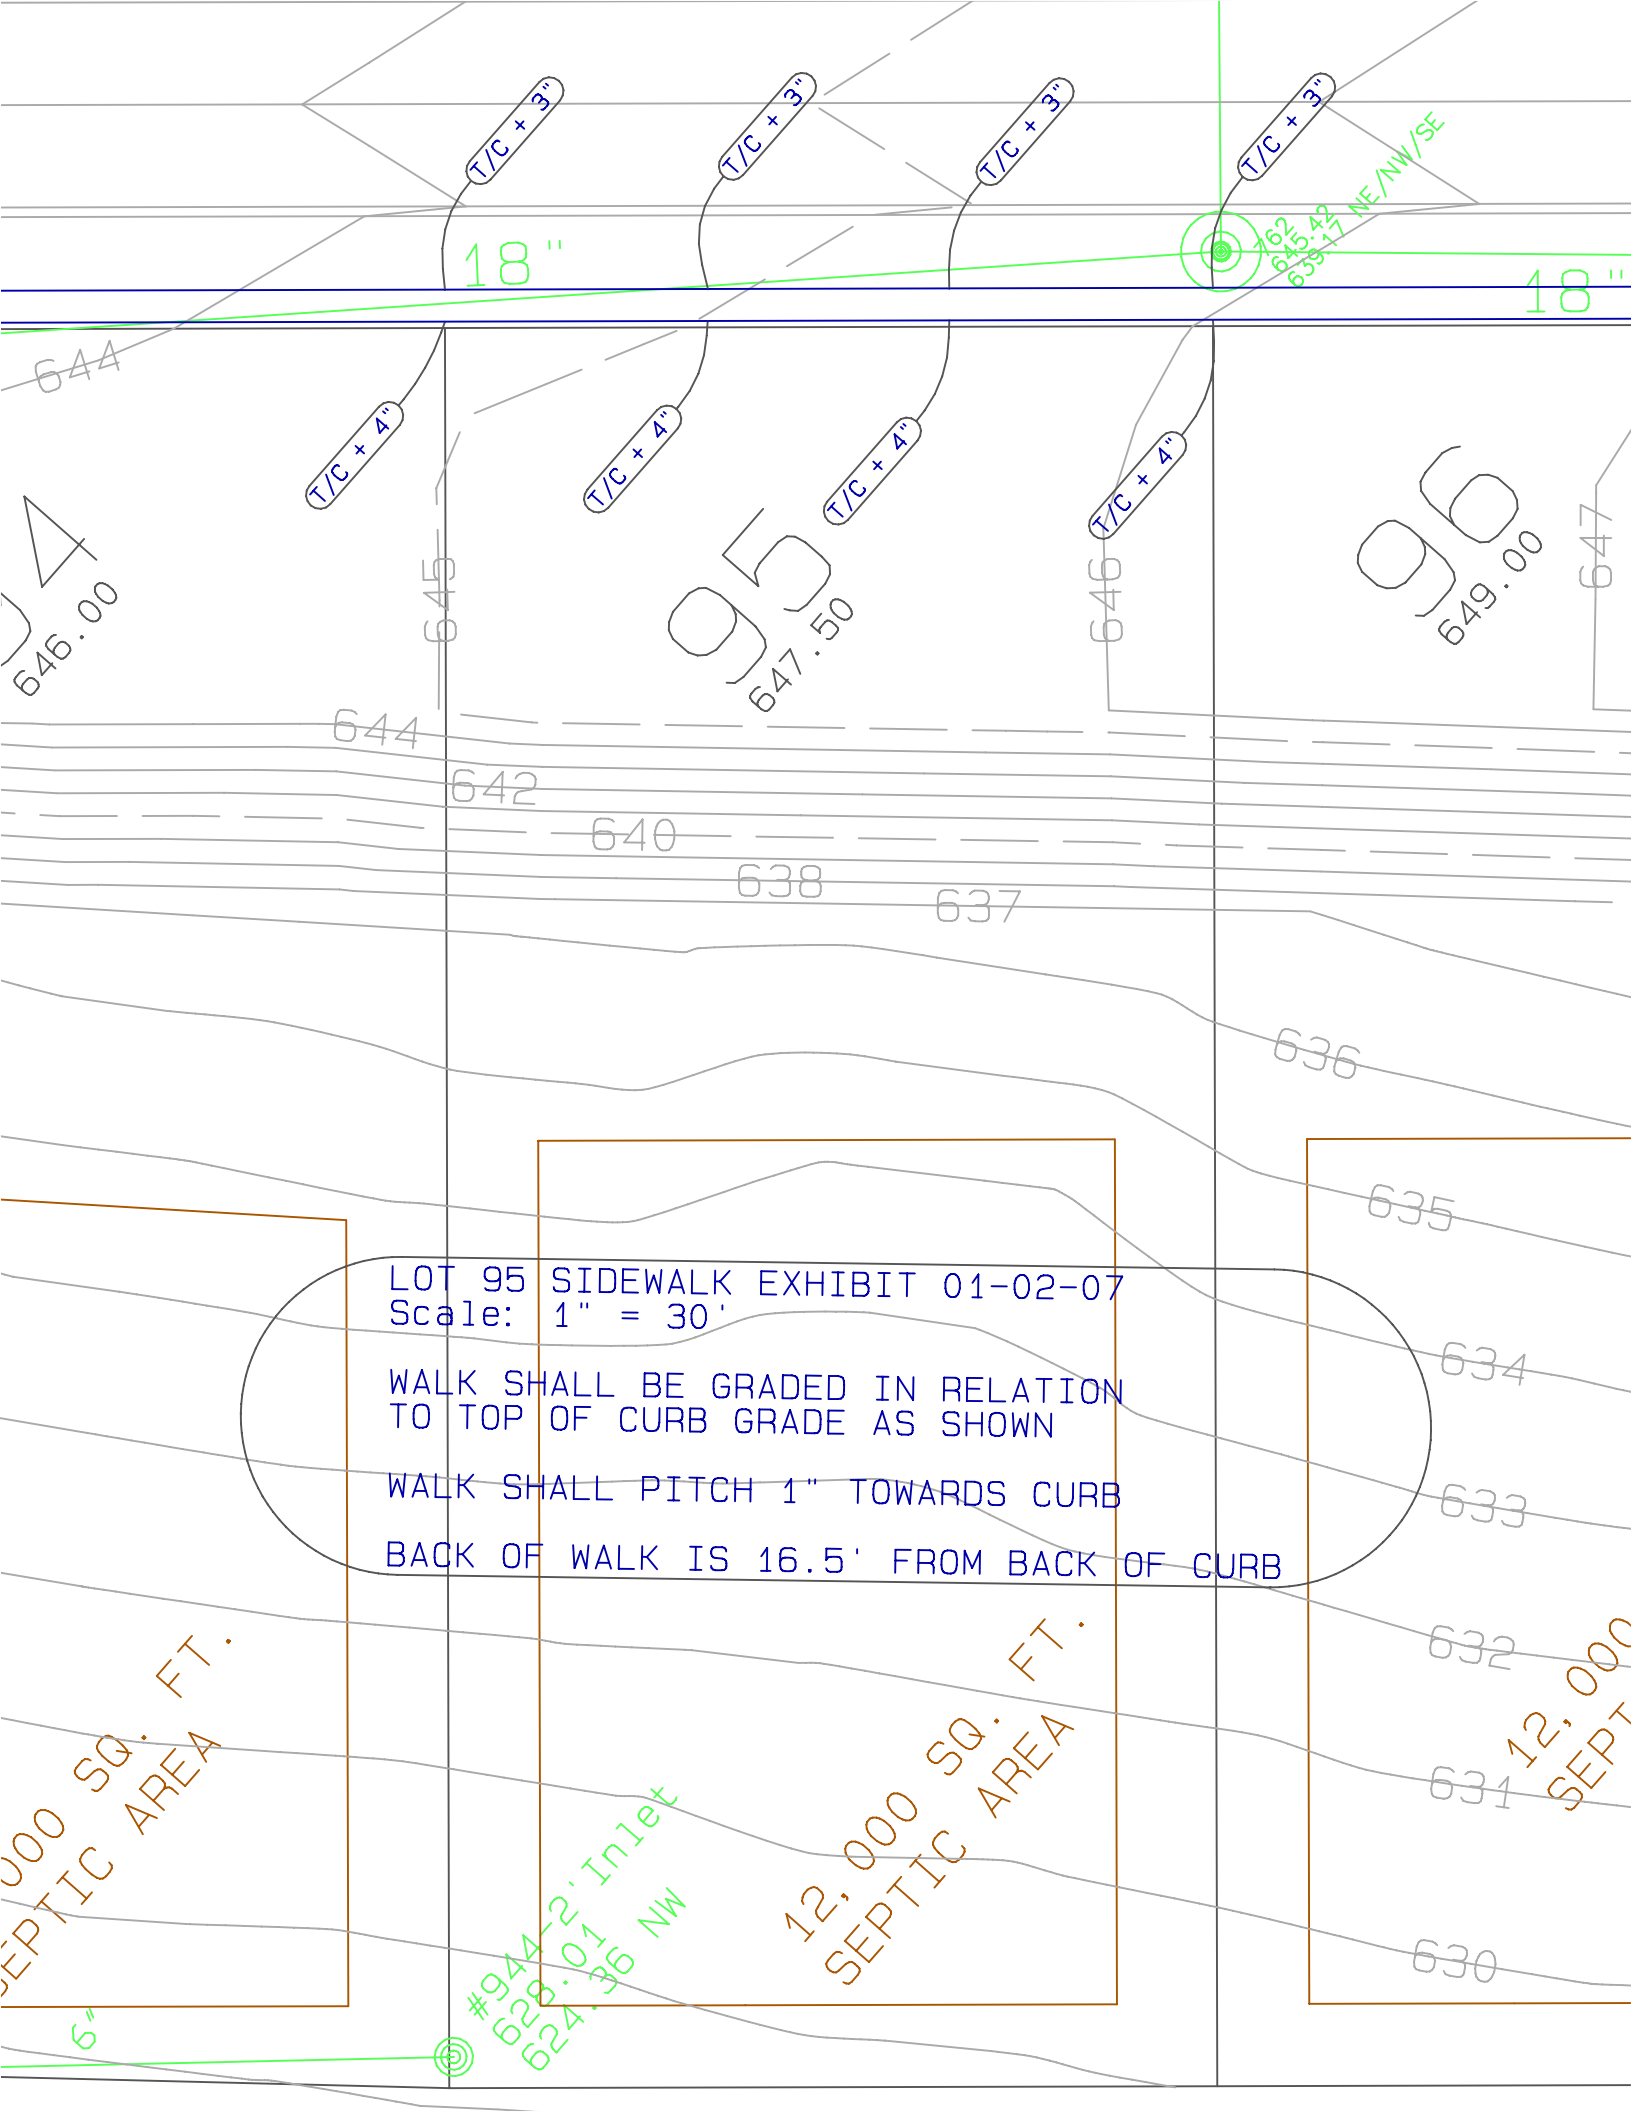 T/C + 3"
T/C + 3"
T/C + 3"
T/C + 3"
762
645.42
639.17 NE/NW/SE
18"
18"
644
T/C + 4"
T/C + 4"
T/C + 4"
T/C + 4"
4
646.00
645
95
647.50
646
96
649.00
647
644
642
640
638
637
636
635
LOT 95 SIDEWALK EXHIBIT 01-02-07
Scale: 1" = 30'
WALK SHALL BE GRADED IN RELATION
TO TOP OF CURB GRADE AS SHOWN
WALK SHALL PITCH 1" TOWARDS CURB
BACK OF WALK IS 16.5' FROM BACK OF CURB
634
633
632
631
630
000 SQ. FT.
SEPTIC AREA
12,000 SQ. FT.
SEPTIC AREA
12,000
SEPT
#944-2'Inlet
628.01
624.36 NW
6"